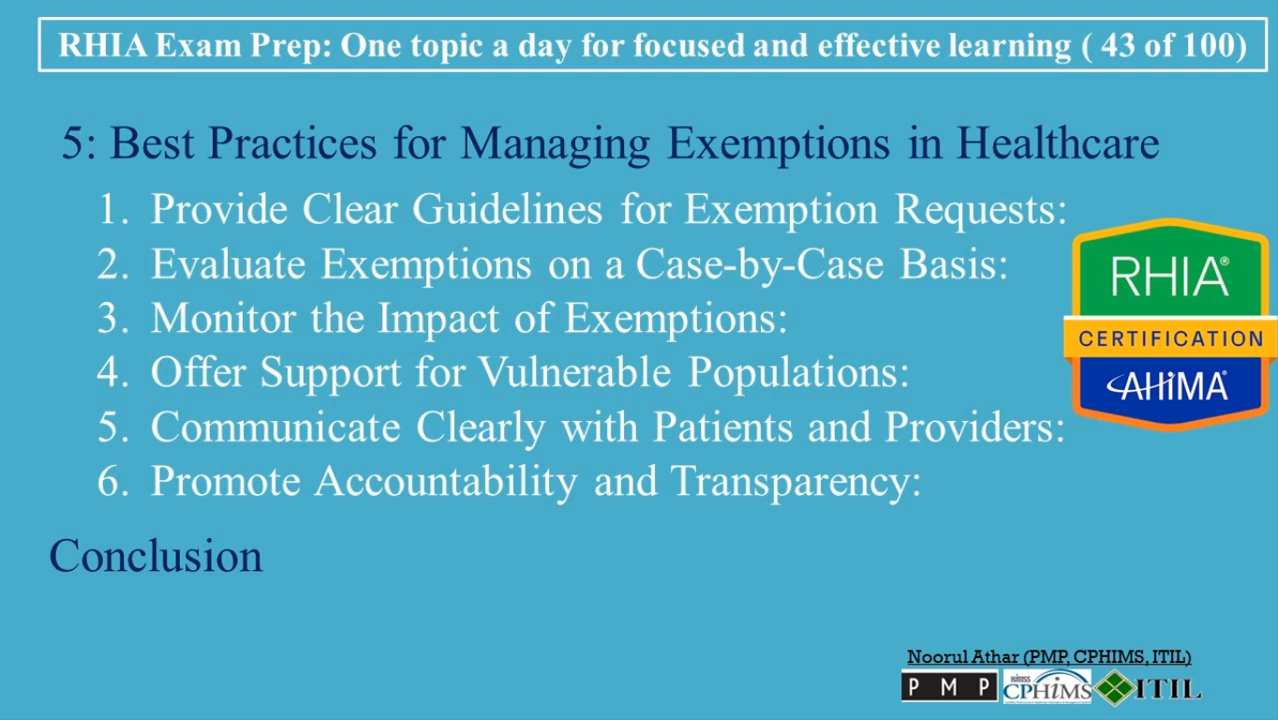 RHIA Exam Prep: One topic a day for focused and effective learning ( 43 of 100)
5: Best Practices for Managing Exemptions in Healthcare
1. Provide Clear Guidelines for Exemption Requests:
2. Evaluate Exemptions on a Case-by-Case Basis:
3. Monitor the Impact of Exemptions:
4. Offer Support for Vulnerable Populations:
5. Communicate Clearly with Patients and Providers:
6. Promote Accountability and Transparency:
Conclusion
RHIA®
CERTIFICATION
AHiMA®
Noorul Athar (PMP, CPHIMS, ITIL)
P M P
himss
CPHiMS
ITIL